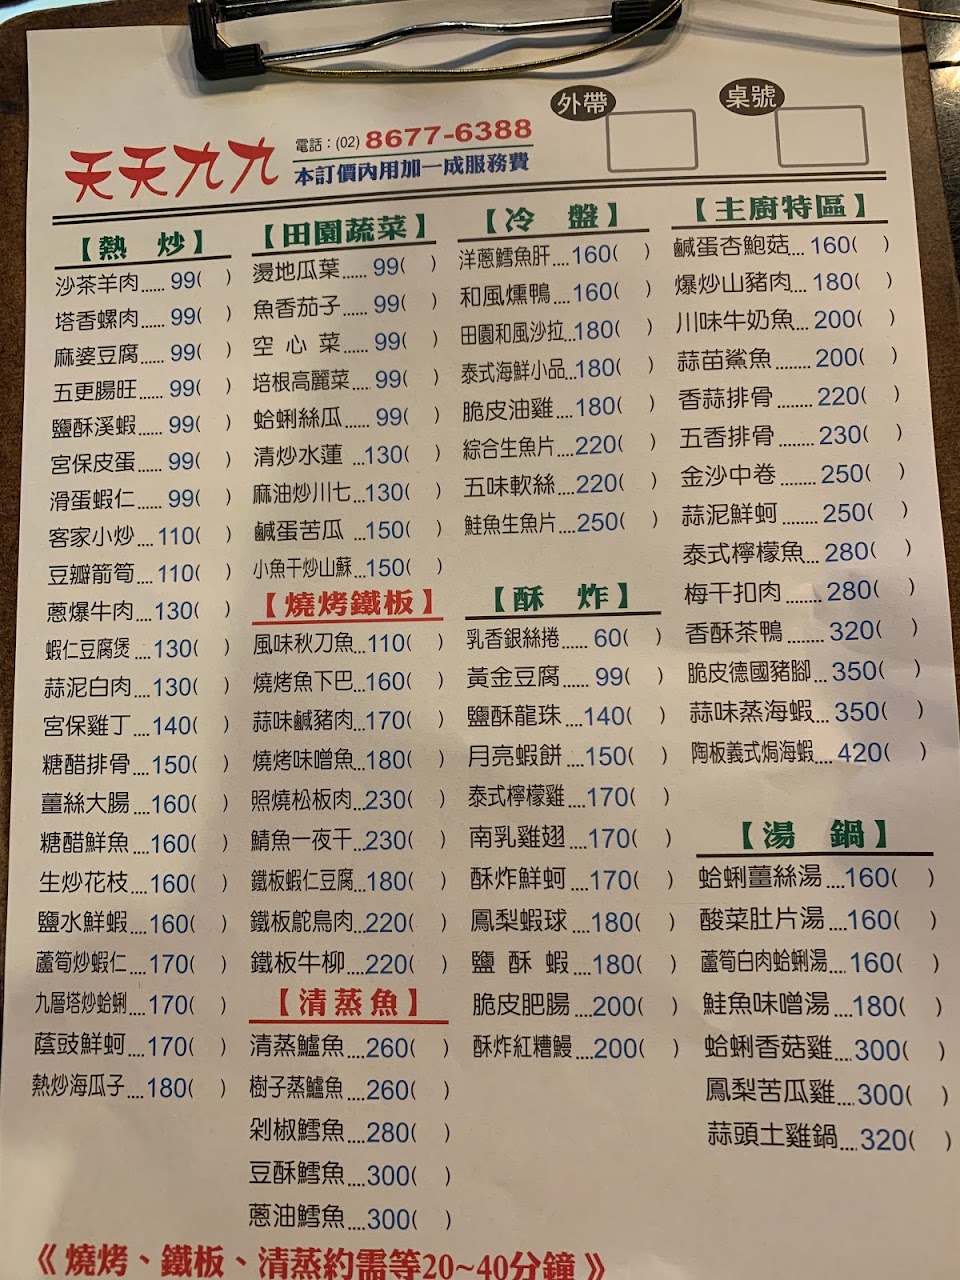 外帶
桌號
天天九九
電話：(02) 8677-6388
本訂價內用加一成服務費
【熱 炒】
沙茶羊肉......99( )
塔香螺肉......99( )
麻婆豆腐......99( )
五更腸旺......99( )
鹽酥溪蝦......99( )
宮保皮蛋......99( )
滑蛋蝦仁......99( )
客家小炒....110( )
豆瓣箭筍....110( )
蔥爆牛肉....130( )
蝦仁豆腐煲....130( )
蒜泥白肉....130( )
宮保雞丁....140( )
糖醋排骨....150( )
薑絲大腸....160( )
糖醋鮮魚....160( )
生炒花枝....160( )
鹽水鮮蝦....160( )
蘆筍炒蝦仁....170( )
九層塔炒蛤蜊....170( )
蔭豉鮮蚵....170( )
熱炒海瓜子....180( )
【田園蔬菜】
燙地瓜葉......99( )
魚香茄子......99( )
空 心 菜......99( )
培根高麗菜....99( )
蛤蜊絲瓜......99( )
清炒水蓮 ...130( )
麻油炒川七...130( )
鹹蛋苦瓜 ....150( )
小魚干炒山蘇...150( )
【燒烤鐵板】
風味秋刀魚...110( )
燒烤魚下巴...160( )
蒜味鹹豬肉...170( )
燒烤味噌魚...180( )
照燒松板肉...230( )
鯖魚一夜干...230( )
鐵板蝦仁豆腐...180( )
鐵板鴕鳥肉...220( )
鐵板牛柳....220( )
【清蒸魚】
清蒸鱸魚....260( )
樹子蒸鱸魚...260( )
剁椒鱈魚....280( )
豆酥鱈魚....300( )
蔥油鱈魚....300( )
【冷 盤】
洋蔥鱈魚肝....160( )
和風燻鴨....160( )
田園和風沙拉...180( )
泰式海鮮小品...180( )
脆皮油雞....180( )
綜合生魚片....220( )
五味軟絲....220( )
鮭魚生魚片....250( )
【酥 炸】
乳香銀絲捲......60( )
黃金豆腐......99( )
鹽酥龍珠....140( )
月亮蝦餅....150( )
泰式檸檬雞....170( )
南乳雞翅....170( )
酥炸鮮蚵....170( )
鳳梨蝦球....180( )
鹽 酥 蝦....180( )
脆皮肥腸....200( )
酥炸紅糟鰻....200( )
【主廚特區】
鹹蛋杏鮑菇....160( )
爆炒山豬肉....180( )
川味牛奶魚...200( )
蒜苗鯊魚........200( )
香蒜排骨........220( )
五香排骨........230( )
金沙中卷........250( )
蒜泥鮮蚵........250( )
泰式檸檬魚....280( )
梅干扣肉........280( )
香酥茶鴨........320( )
脆皮德國豬腳...350( )
蒜味蒸海蝦...350( )
陶板義式焗海蝦....420( )
【湯 鍋】
蛤蜊薑絲湯....160( )
酸菜肚片湯....160( )
蘆筍白肉蛤蜊湯....160( )
鮭魚味噌湯....180( )
蛤蜊香菇雞....300( )
鳳梨苦瓜雞....300( )
蒜頭土雞鍋....320( )
《 燒烤、鐵板、清蒸約需等20~40分鐘 》